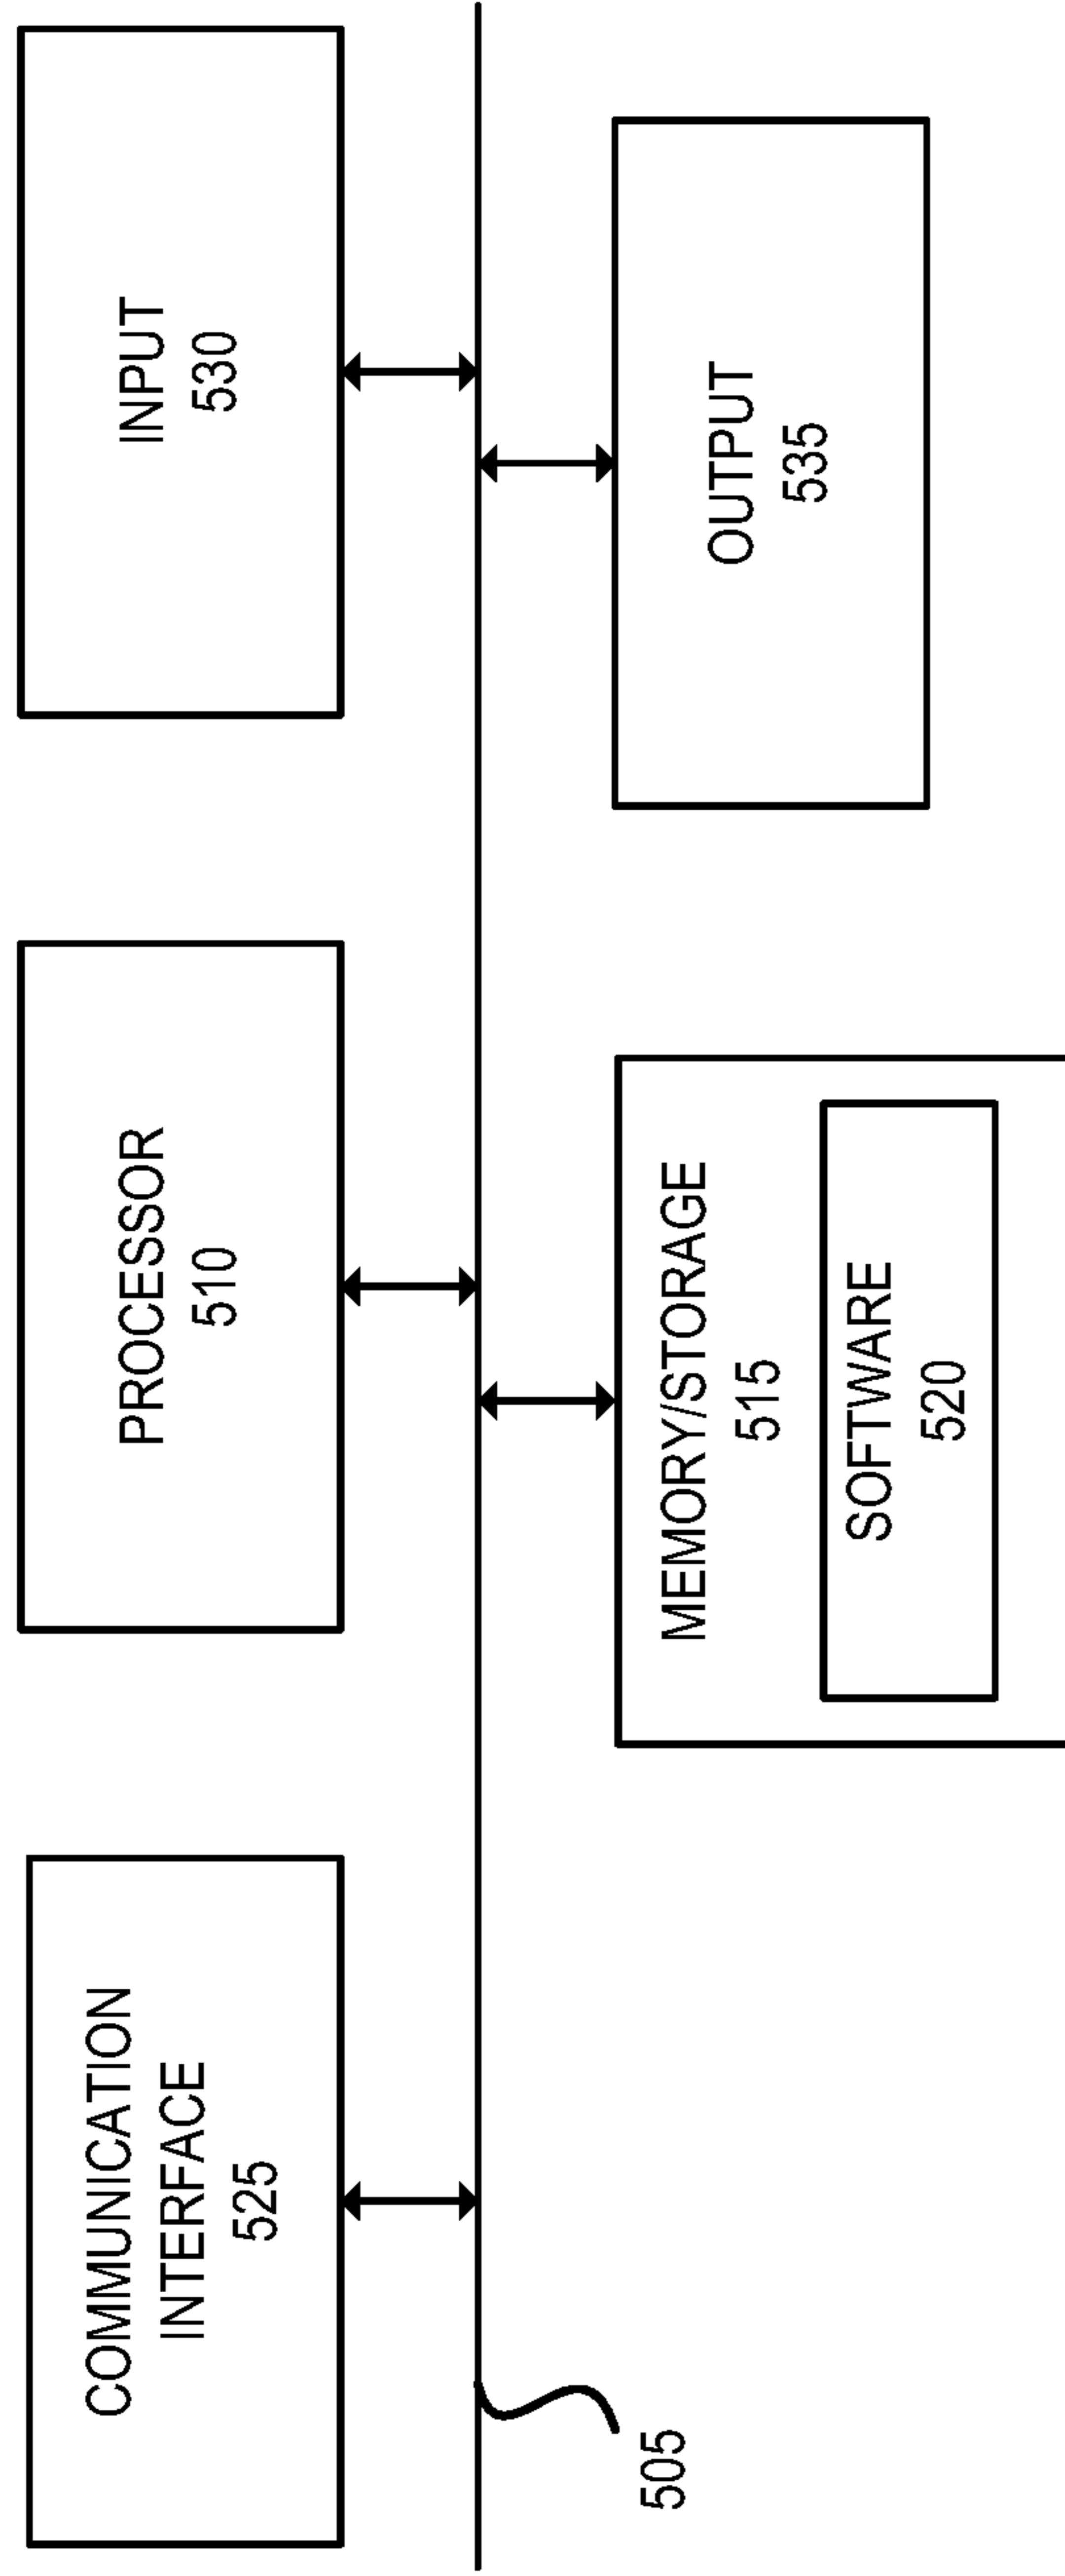 COMMUNICATION
INTERFACE
525
PROCESSOR
510
INPUT
530
505
MEMORY/STORAGE
515
SOFTWARE
520
OUTPUT
535